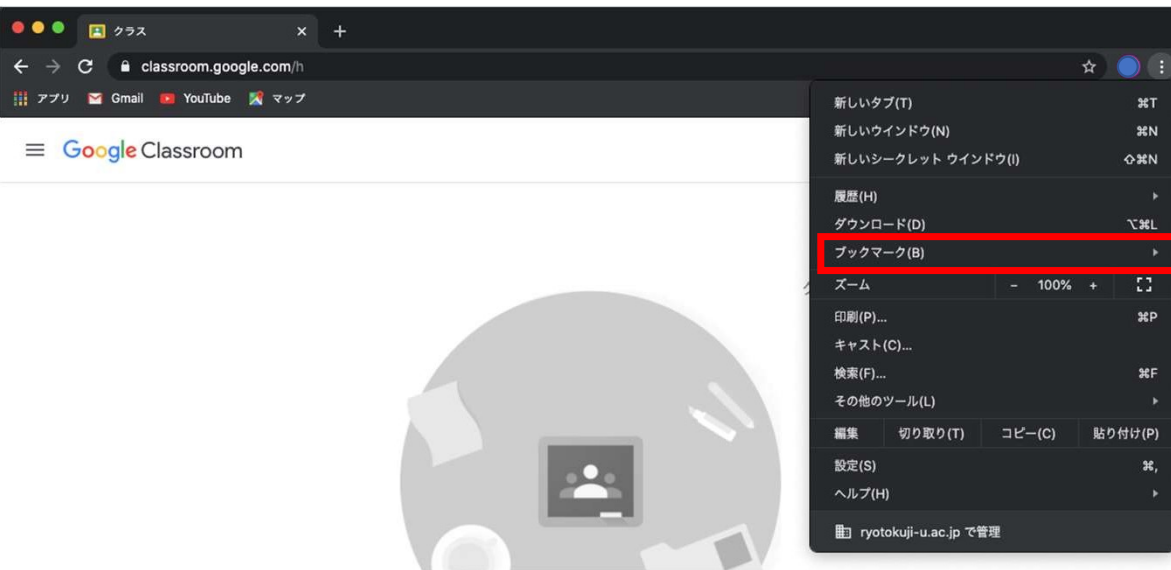 クラス
classroom.google.com/h
アプリ Gmail YouTube マップ
Google Classroom
新しいタブ(T) ⌘T
新しいウインドウ(N) ⌘N
新しいシークレット ウインドウ(I) ⇧⌘N
履歴(H)
ダウンロード(D) ⌥⌘L
ブックマーク(B)
ズーム - 100% +
印刷(P)... ⌘P
キャスト(C)...
検索(F)... ⌘F
その他のツール(L)
編集 切り取り(T) コピー(C) 貼り付け(P)
設定(S) ⌘,
ヘルプ(H)
ryotokuji-u.ac.jp で管理